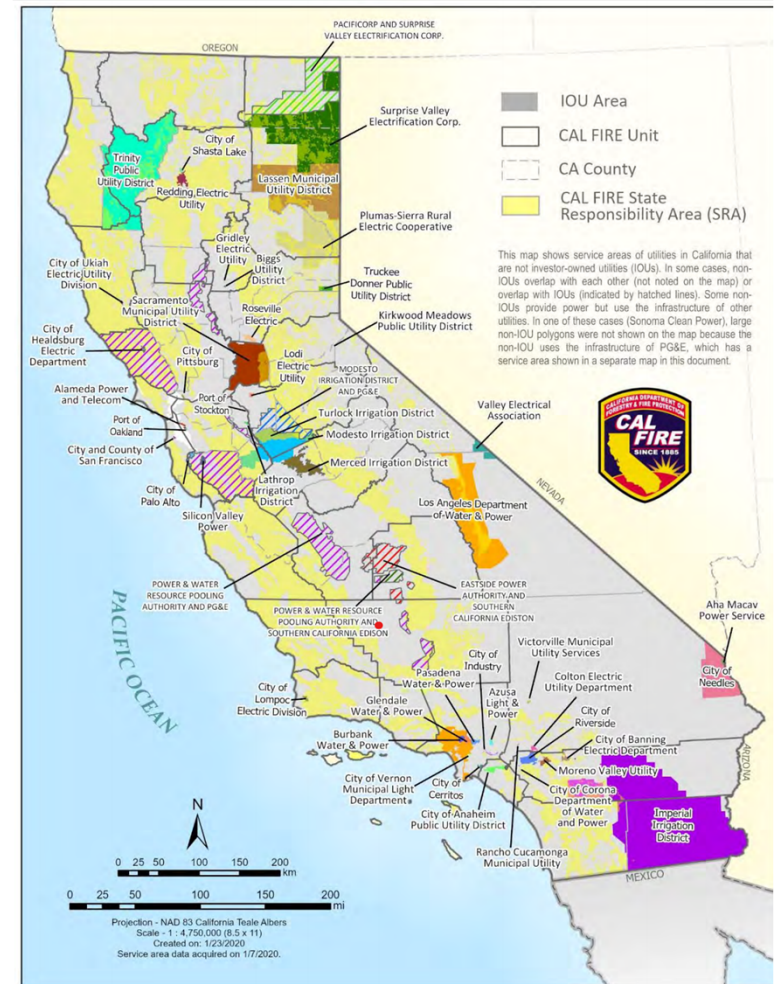 PACIFICORP AND SURPRISE
VALLEY ELECTRIFICATION CORP.
OREGON
Surprise Valley
Electrification Corp.
IOU Area
CAL FIRE Unit
CA County
CAL FIRE State
Responsibility Area (SRA)
This map shows service areas of utilities in California that
are not investor-owned utilities (IOUs). In some cases, non-
IOUs overlap with each other (not noted on the map) or
overlap with IOUs (indicated by hatched lines). Some non-
IOUs provide power but use the infrastructure of other
utilities. In one of these cases (Sonoma Clean Power), large
non-IOU polygons were not shown on the map because the
non-IOU uses the infrastructure of PG&E, which has a
service area shown in a separate map in this document.
CALIFORNIA DEPARTMENT OF
FORESTRY & FIRE PROTECTION
CAL
FIRE
SINCE 1885
City of
Shasta Lake
Trinity
Public
Utility District
Redding Electric
Utility
Lassen Municipal
Utility District
Plumas-Sierra Rural
Electric Cooperative
Gridley
Electric
Utility
Biggs
Utility
District
City of Ukiah
Electric Utility
Division
Truckee
Donner Public
Utility District
Sacramento
Municipal Utility
District
Roseville
Electric
Kirkwood Meadows
Public Utility District
City of
Healdsburg
Electric
Department
City of
Pittsburg
Lodi
Electric
Utility
MODESTO
IRRIGATION DISTRICT
AND PG&E
Alameda Power
and Telecom
Port of
Stockton
Turlock Irrigation District
Port of
Oakland
Modesto Irrigation District
Valley Electrical
Association
City and County of
San Francisco
Merced Irrigation District
City of
Palo Alto
Lathrop
Irrigation
District
Silicon Valley
Power
NEVADA
Los Angeles Department
of Water & Power
POWER & WATER
RESOURCE POOLING
AUTHORITY AND PG&E
EASTSIDE POWER
AUTHORITY AND
SOUTHERN
CALIFORNIA EDISTON
POWER & WATER RESOURCE
POOLING AUTHORITY AND
SOUTHERN CALIFORNIA EDISON
PACIFIC OCEAN
Aha Macav
Power Service
City of
Needles
City of
Industry
Victorville Municipal
Utility Services
Pasadena
Water & Power
Colton Electric
Utility Department
City of
Lompoc
Electric Division
Glendale
Water & Power
Azusa
Light &
Power
City of
Riverside
Burbank
Water & Power
City of Banning
Electric Department
ARIZONA
Moreno Valley Utility
City of Vernon
Municipal Light
Department
City of
Cerritos
City of Corona
Department
of Water
and Power
City of Anaheim
Public Utility District
Imperial
Irrigation
District
Rancho Cucamonga
Municipal Utility
MEXICO
N
0 25 50 100 150 200
km
0 25 50 100 150 200
mi
Projection - NAD 83 California Teale Albers
Scale - 1 : 4,750,000 (8.5 x 11)
Created on: 1/23/2020
Service area data acquired on 1/7/2020.